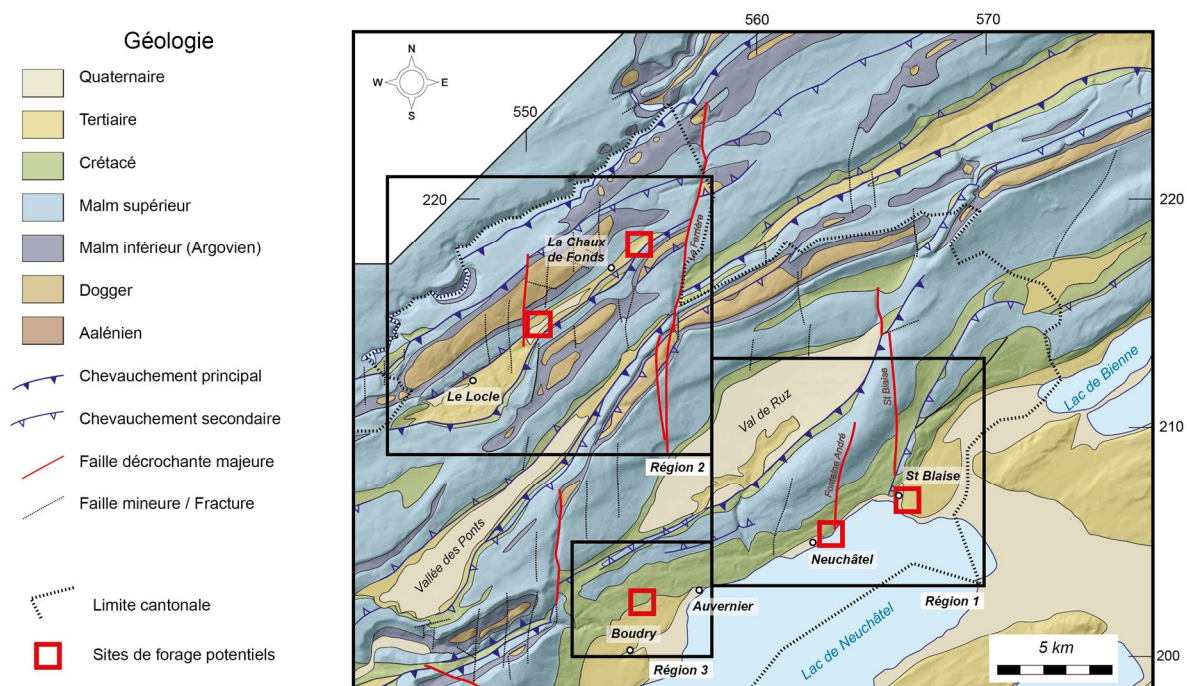 Géologie
Quaternaire
Tertiaire
Crétacé
Malm supérieur
Malm inférieur (Argovien)
Dogger
Aalénien
Chevauchement principal
Chevauchement secondaire
Faille décrochante majeure
Faille mineure / Fracture
Limite cantonale
Sites de forage potentiels
560
570
N
W
E
S
550
220
220
La Chaux
de Fonds
La Ferrière
Le Locle
Lac de Bienne
Val de Ruz
St Blaise
210
Fontaine André
Région 2
St Blaise
Vallée des Ponts
Neuchâtel
Auvernier
Région 1
Boudry
Lac de Neuchâtel
Région 3
5 km
200